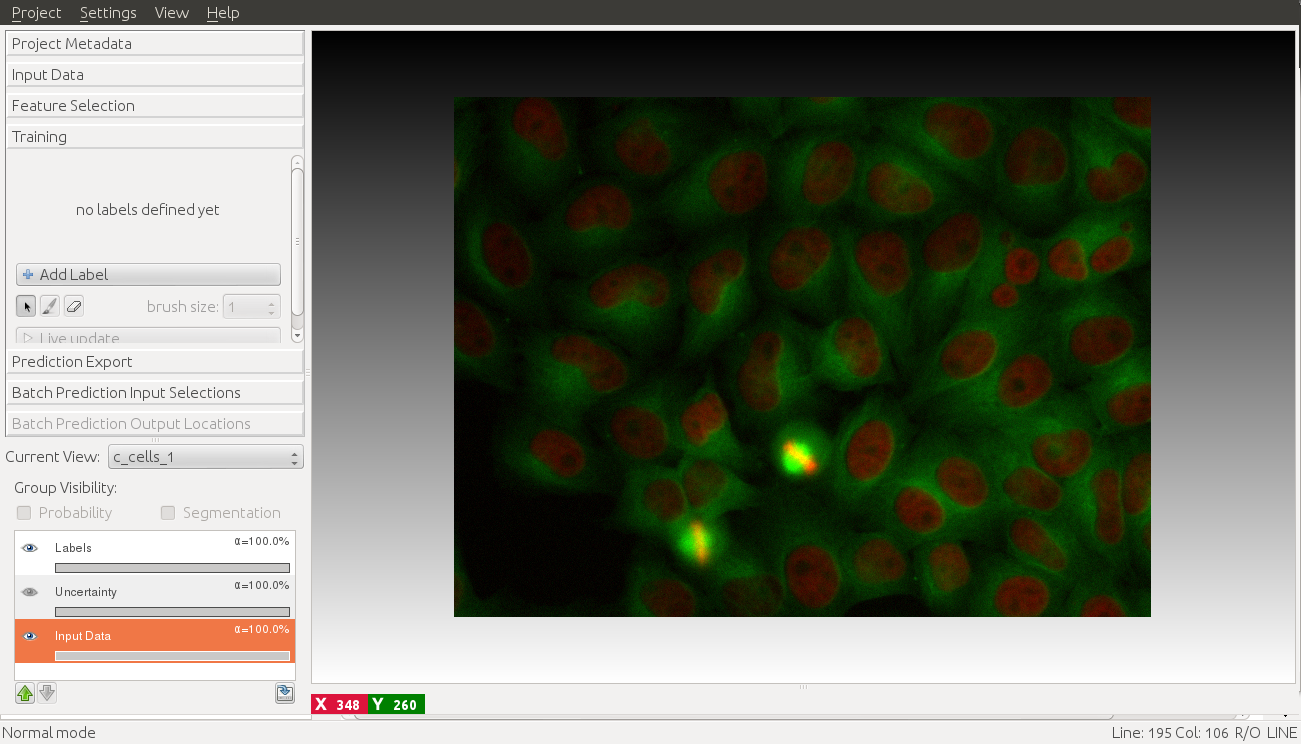 Project Settings View Help
Project Metadata
Input Data
Feature Selection
Training
no labels defined yet
Add Label
brush size: 1
Live update
Prediction Export
Batch Prediction Input Selections
Batch Prediction Output Locations
Current View: c_cells_1
Group Visibility:
Probability Segmentation
Labels α=100.0%
Uncertainty α=100.0%
Input Data α=100.0%
X 348 Y 260
Normal mode Line: 195 Col: 106 R/O LINE